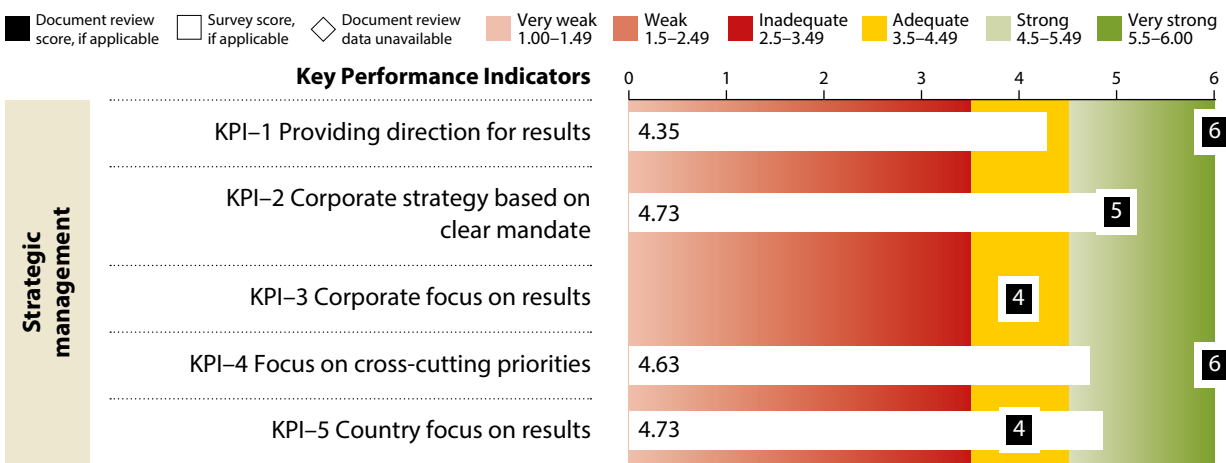 Document review
score, if applicable
Survey score,
if applicable
Document review
data unavailable
Very weak
1.00–1.49
Weak
1.5–2.49
Inadequate
2.5–3.49
Adequate
3.5–4.49
Strong
4.5–5.49
Very strong
5.5–6.00
Key Performance Indicators
0 1 2 3 4 5 6
Strategic
management
KPI–1 Providing direction for results
4.35 6
KPI–2 Corporate strategy based on
clear mandate
4.73 5
KPI–3 Corporate focus on results
4
KPI–4 Focus on cross-cutting priorities
4.63 6
KPI–5 Country focus on results
4.73 4